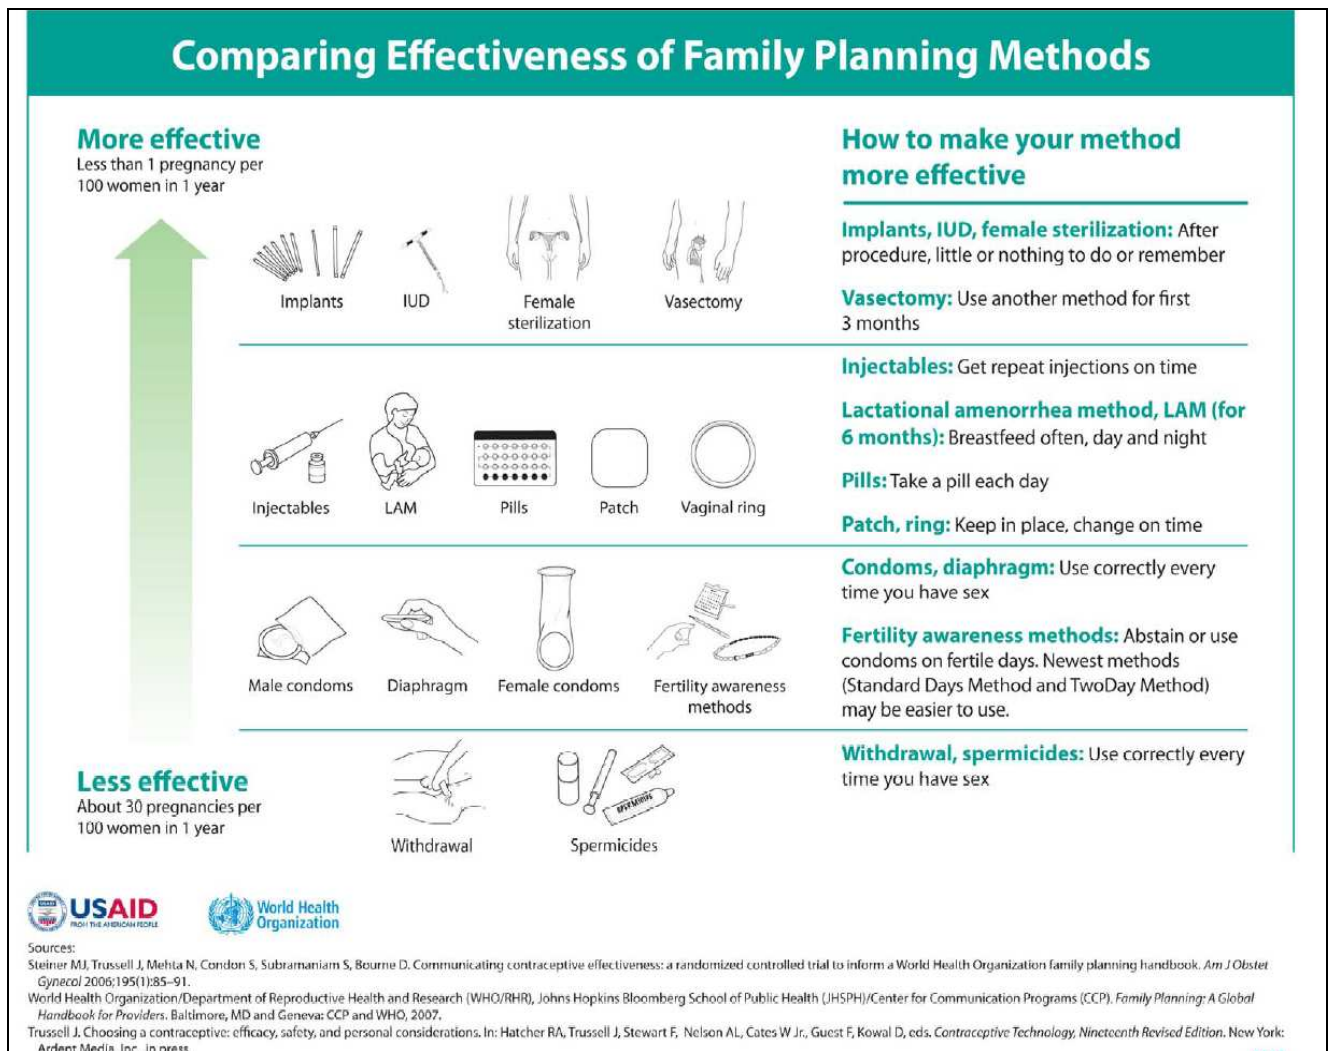 Comparing Effectiveness of Family Planning Methods
More effective
Less than 1 pregnancy per
100 women in 1 year
Implants
IUD
Female
sterilization
Vasectomy
Injectables
LAM
Pills
Patch
Vaginal ring
Male condoms
Diaphragm
Female condoms
Fertility awareness
methods
Withdrawal
SPERMICIDE
Spermicides
Less effective
About 30 pregnancies per
100 women in 1 year
How to make your method
more effective
Implants, IUD, female sterilization: After
procedure, little or nothing to do or remember
Vasectomy: Use another method for first
3 months
Injectables: Get repeat injections on time
Lactational amenorrhea method, LAM (for
6 months): Breastfeed often, day and night
Pills: Take a pill each day
Patch, ring: Keep in place, change on time
Condoms, diaphragm: Use correctly every
time you have sex
Fertility awareness methods: Abstain or use
condoms on fertile days. Newest methods
(Standard Days Method and TwoDay Method)
may be easier to use.
Withdrawal, spermicides: Use correctly every
time you have sex
USAID
FROM THE AMERICAN PEOPLE
World Health
Organization
Sources:
Steiner MJ, Trussell J, Mehta N, Condon S, Subramaniam S, Bourne D. Communicating contraceptive effectiveness: a randomized controlled trial to inform a World Health Organization family planning handbook. Am J Obstet
Gynecol 2006;195(1):85–91.
World Health Organization/Department of Reproductive Health and Research (WHO/RHR), Johns Hopkins Bloomberg School of Public Health (JHSPH)/Center for Communication Programs (CCP). Family Planning: A Global
Handbook for Providers. Baltimore, MD and Geneva: CCP and WHO, 2007.
Trussell J. Choosing a contraceptive: efficacy, safety, and personal considerations. In: Hatcher RA, Trussell J, Stewart F, Nelson AL, Cates W Jr., Guest F, Kowal D, eds. Contraceptive Technology, Nineteenth Revised Edition. New York:
Ardent Media, Inc., in press.